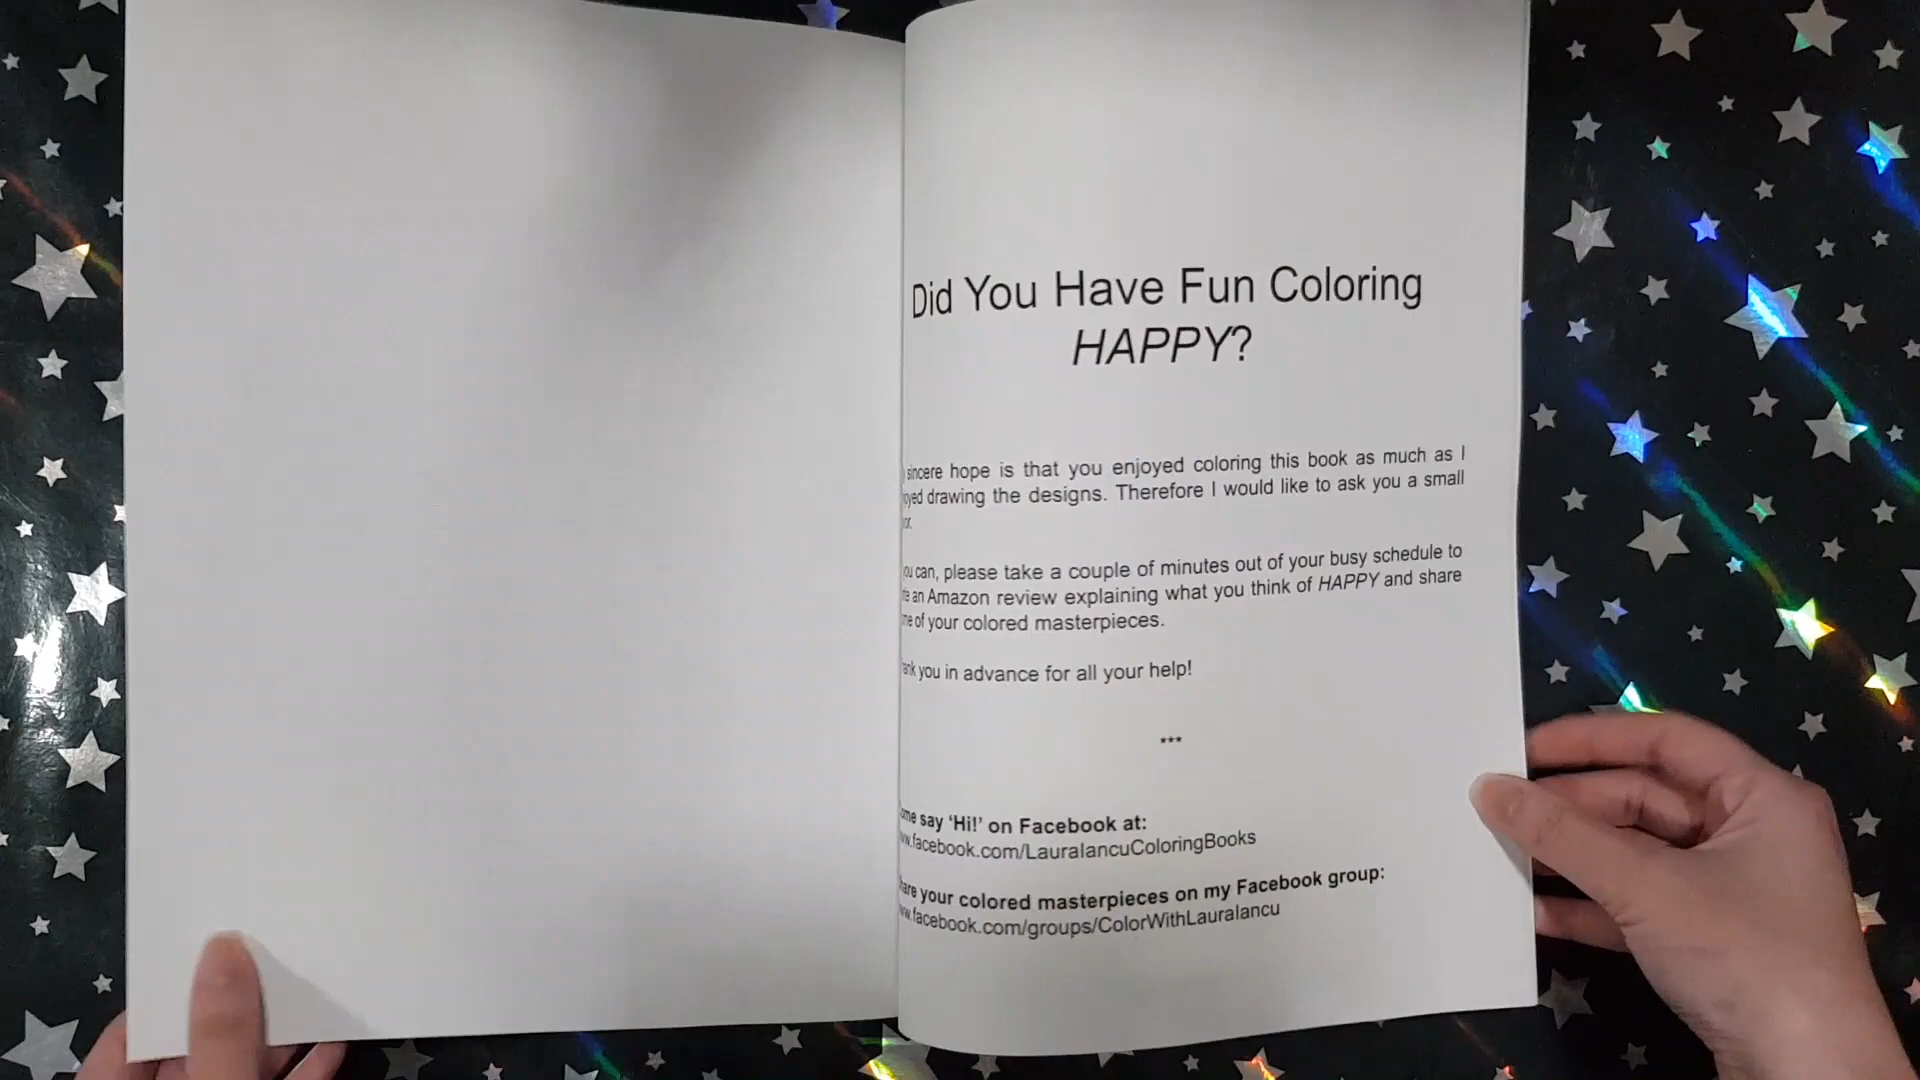 Did You Have Fun Coloring
HAPPY?
sincere hope is that you enjoyed coloring this book as much as I
drawing the designs. Therefore I would like to ask you a small
can, please take a couple of minutes out of your busy schedule to
an Amazon review explaining what you think of HAPPY and share
of your colored masterpieces.
you in advance for all your help!
***
say ‘Hi!’ on Facebook at:
.facebook.com/LauraIancuColoringBooks
your colored masterpieces on my Facebook group:
.facebook.com/groups/ColorWithLauraIancu